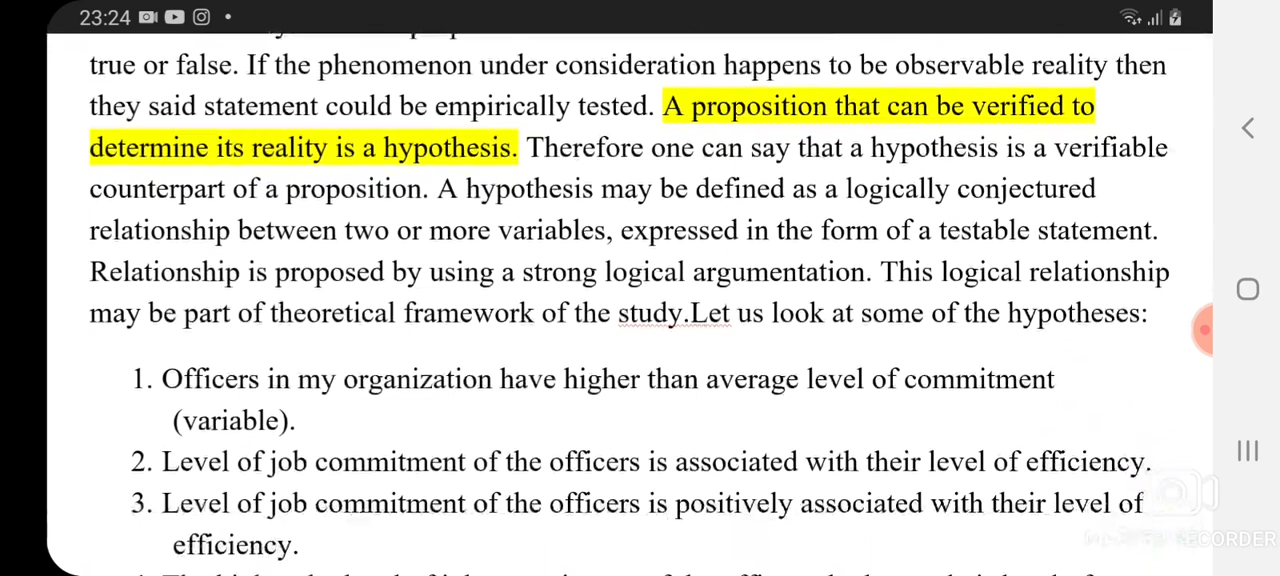 23:24
true or false. If the phenomenon under consideration happens to be observable reality then
they said statement could be empirically tested. A proposition that can be verified to
determine its reality is a hypothesis. Therefore one can say that a hypothesis is a verifiable
counterpart of a proposition. A hypothesis may be defined as a logically conjectured
relationship between two or more variables, expressed in the form of a testable statement.
Relationship is proposed by using a strong logical argumentation. This logical relationship
may be part of theoretical framework of the study.Let us look at some of the hypotheses:
1. Officers in my organization have higher than average level of commitment
(variable).
2. Level of job commitment of the officers is associated with their level of efficiency.
3. Level of job commitment of the officers is positively associated with their level of
efficiency.
RECORDER